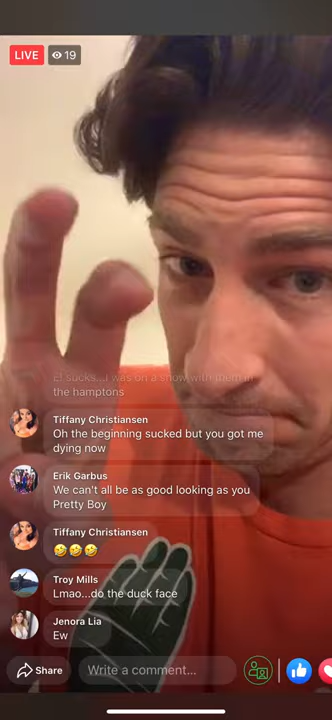 LIVE
19
E! sucks...I was on a show with them in
the hamptons
Tiffany Christiansen
Oh the beginning sucked but you got me
dying now
Erik Garbus
We can't all be as good looking as you
Pretty Boy
Tiffany Christiansen
🤣🤣🤣
Troy Mills
Lmao...do the duck face
Jenora Lia
Ew
Share
Write a comment...